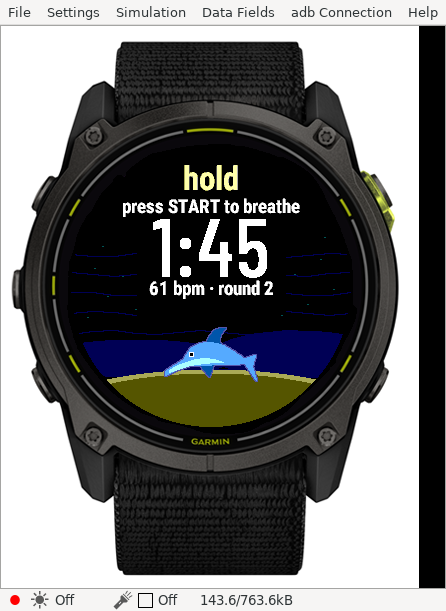 File Settings Simulation Data Fields adb Connection Help
hold
press START to breathe
1:45
61 bpm · round 2
GARMIN
Off Off 143.6/763.6kB